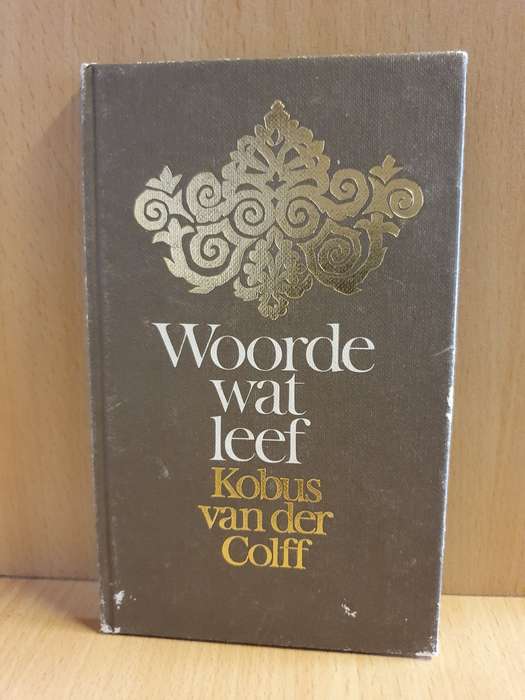 Woorde
wat
leef
Kobus
van der
Colff